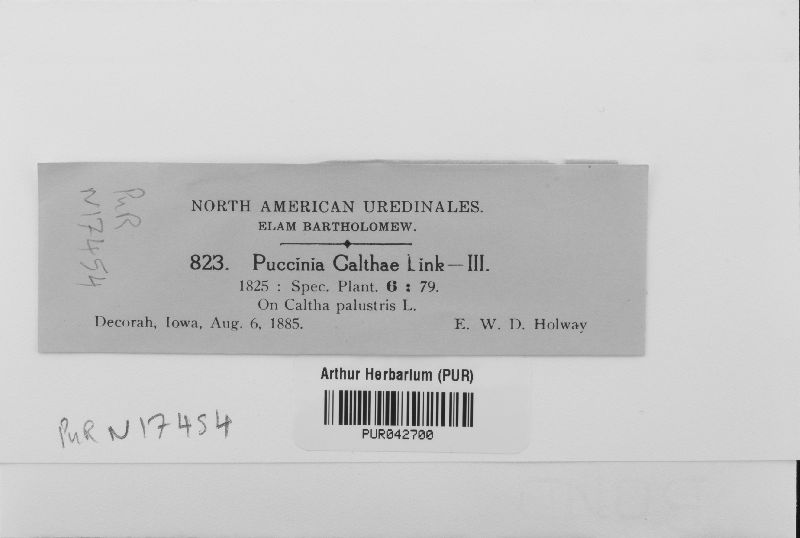 PuR
N17454
NORTH AMERICAN UREDINALES.
ELAM BARTHOLOMEW.
823. Puccinia Calthae Link—III.
1825 : Spec. Plant. 6 : 79.
On Caltha palustris L.
Decorah, Iowa, Aug. 6, 1885. E. W. D. Holway
Arthur Herbarium (PUR)
PUR042700
PuR N17454